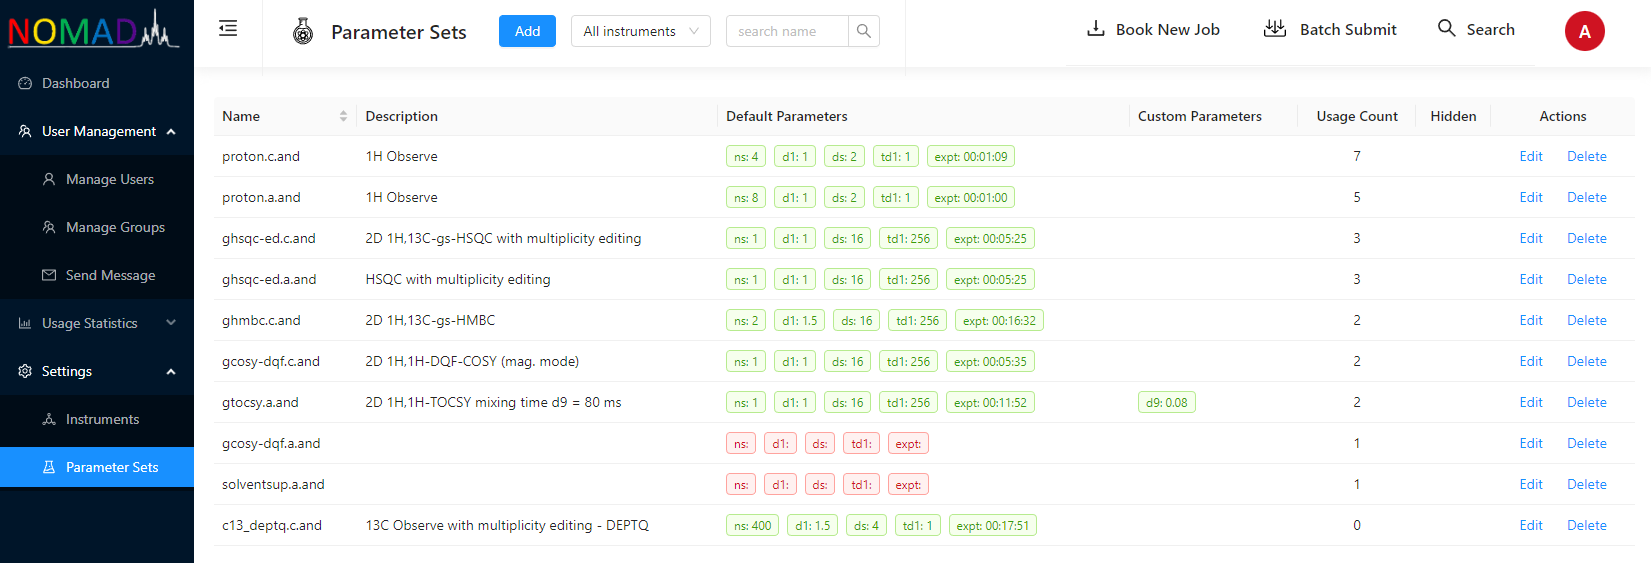 NOMAD
Parameter Sets Add All instruments search name Book New Job Batch Submit Search A
Dashboard
User Management
Manage Users
Manage Groups
Send Message
Usage Statistics
Settings
Instruments
Parameter Sets
Name Description Default Parameters Custom Parameters Usage Count Hidden Actions
proton.c.and 1H Observe ns: 4 d1: 1 ds: 2 td1: 1 expt: 00:01:09 7 Edit Delete
proton.a.and 1H Observe ns: 8 d1: 1 ds: 2 td1: 1 expt: 00:01:00 5 Edit Delete
ghsqc-ed.c.and 2D 1H,13C-gs-HSQC with multiplicity editing ns: 1 d1: 1 ds: 16 td1: 256 expt: 00:05:25 3 Edit Delete
ghsqc-ed.a.and HSQC with multiplicity editing ns: 1 d1: 1 ds: 16 td1: 256 expt: 00:05:25 3 Edit Delete
ghmbc.c.and 2D 1H,13C-gs-HMBC ns: 2 d1: 1.5 ds: 16 td1: 256 expt: 00:16:32 2 Edit Delete
gcosy-dqf.c.and 2D 1H,1H-DQF-COSY (mag. mode) ns: 1 d1: 1 ds: 16 td1: 256 expt: 00:05:35 2 Edit Delete
gtocsy.a.and 2D 1H,1H-TOCSY mixing time d9 = 80 ms ns: 1 d1: 1 ds: 16 td1: 256 expt: 00:11:52 d9: 0.08 2 Edit Delete
gcosy-dqf.a.and ns: d1: ds: td1: expt: 1 Edit Delete
solventsup.a.and ns: d1: ds: td1: expt: 1 Edit Delete
c13_deptq.c.and 13C Observe with multiplicity editing - DEPTQ ns: 400 d1: 1.5 ds: 4 td1: 1 expt: 00:17:51 0 Edit Delete